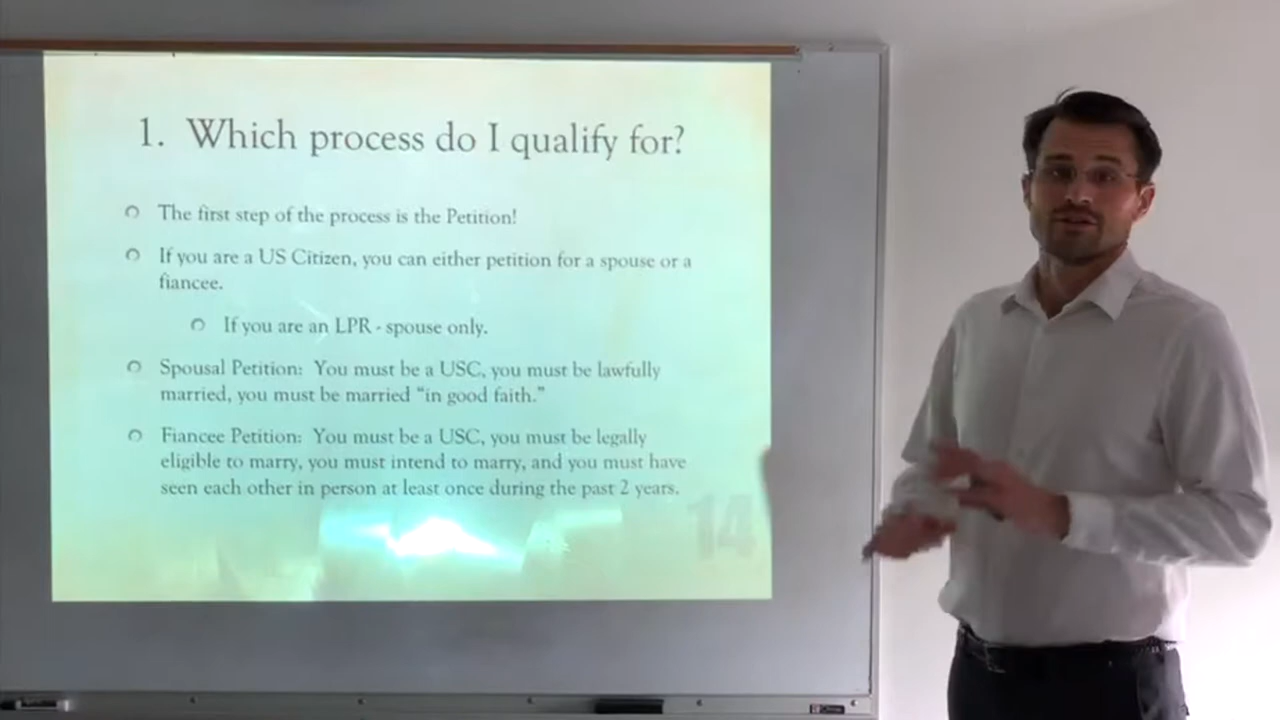 1. Which process do I qualify for?
The first step of the process is the Petition!
If you are a US Citizen, you can either petition for a spouse or a
fiancee.
If you are an LPR - spouse only.
Spousal Petition: You must be a USC, you must be lawfully
married, you must be married “in good faith.”
Fiancee Petition: You must be a USC, you must be legally
eligible to marry, you must intend to marry, and you must have
seen each other in person at least once during the past 2 years.
14